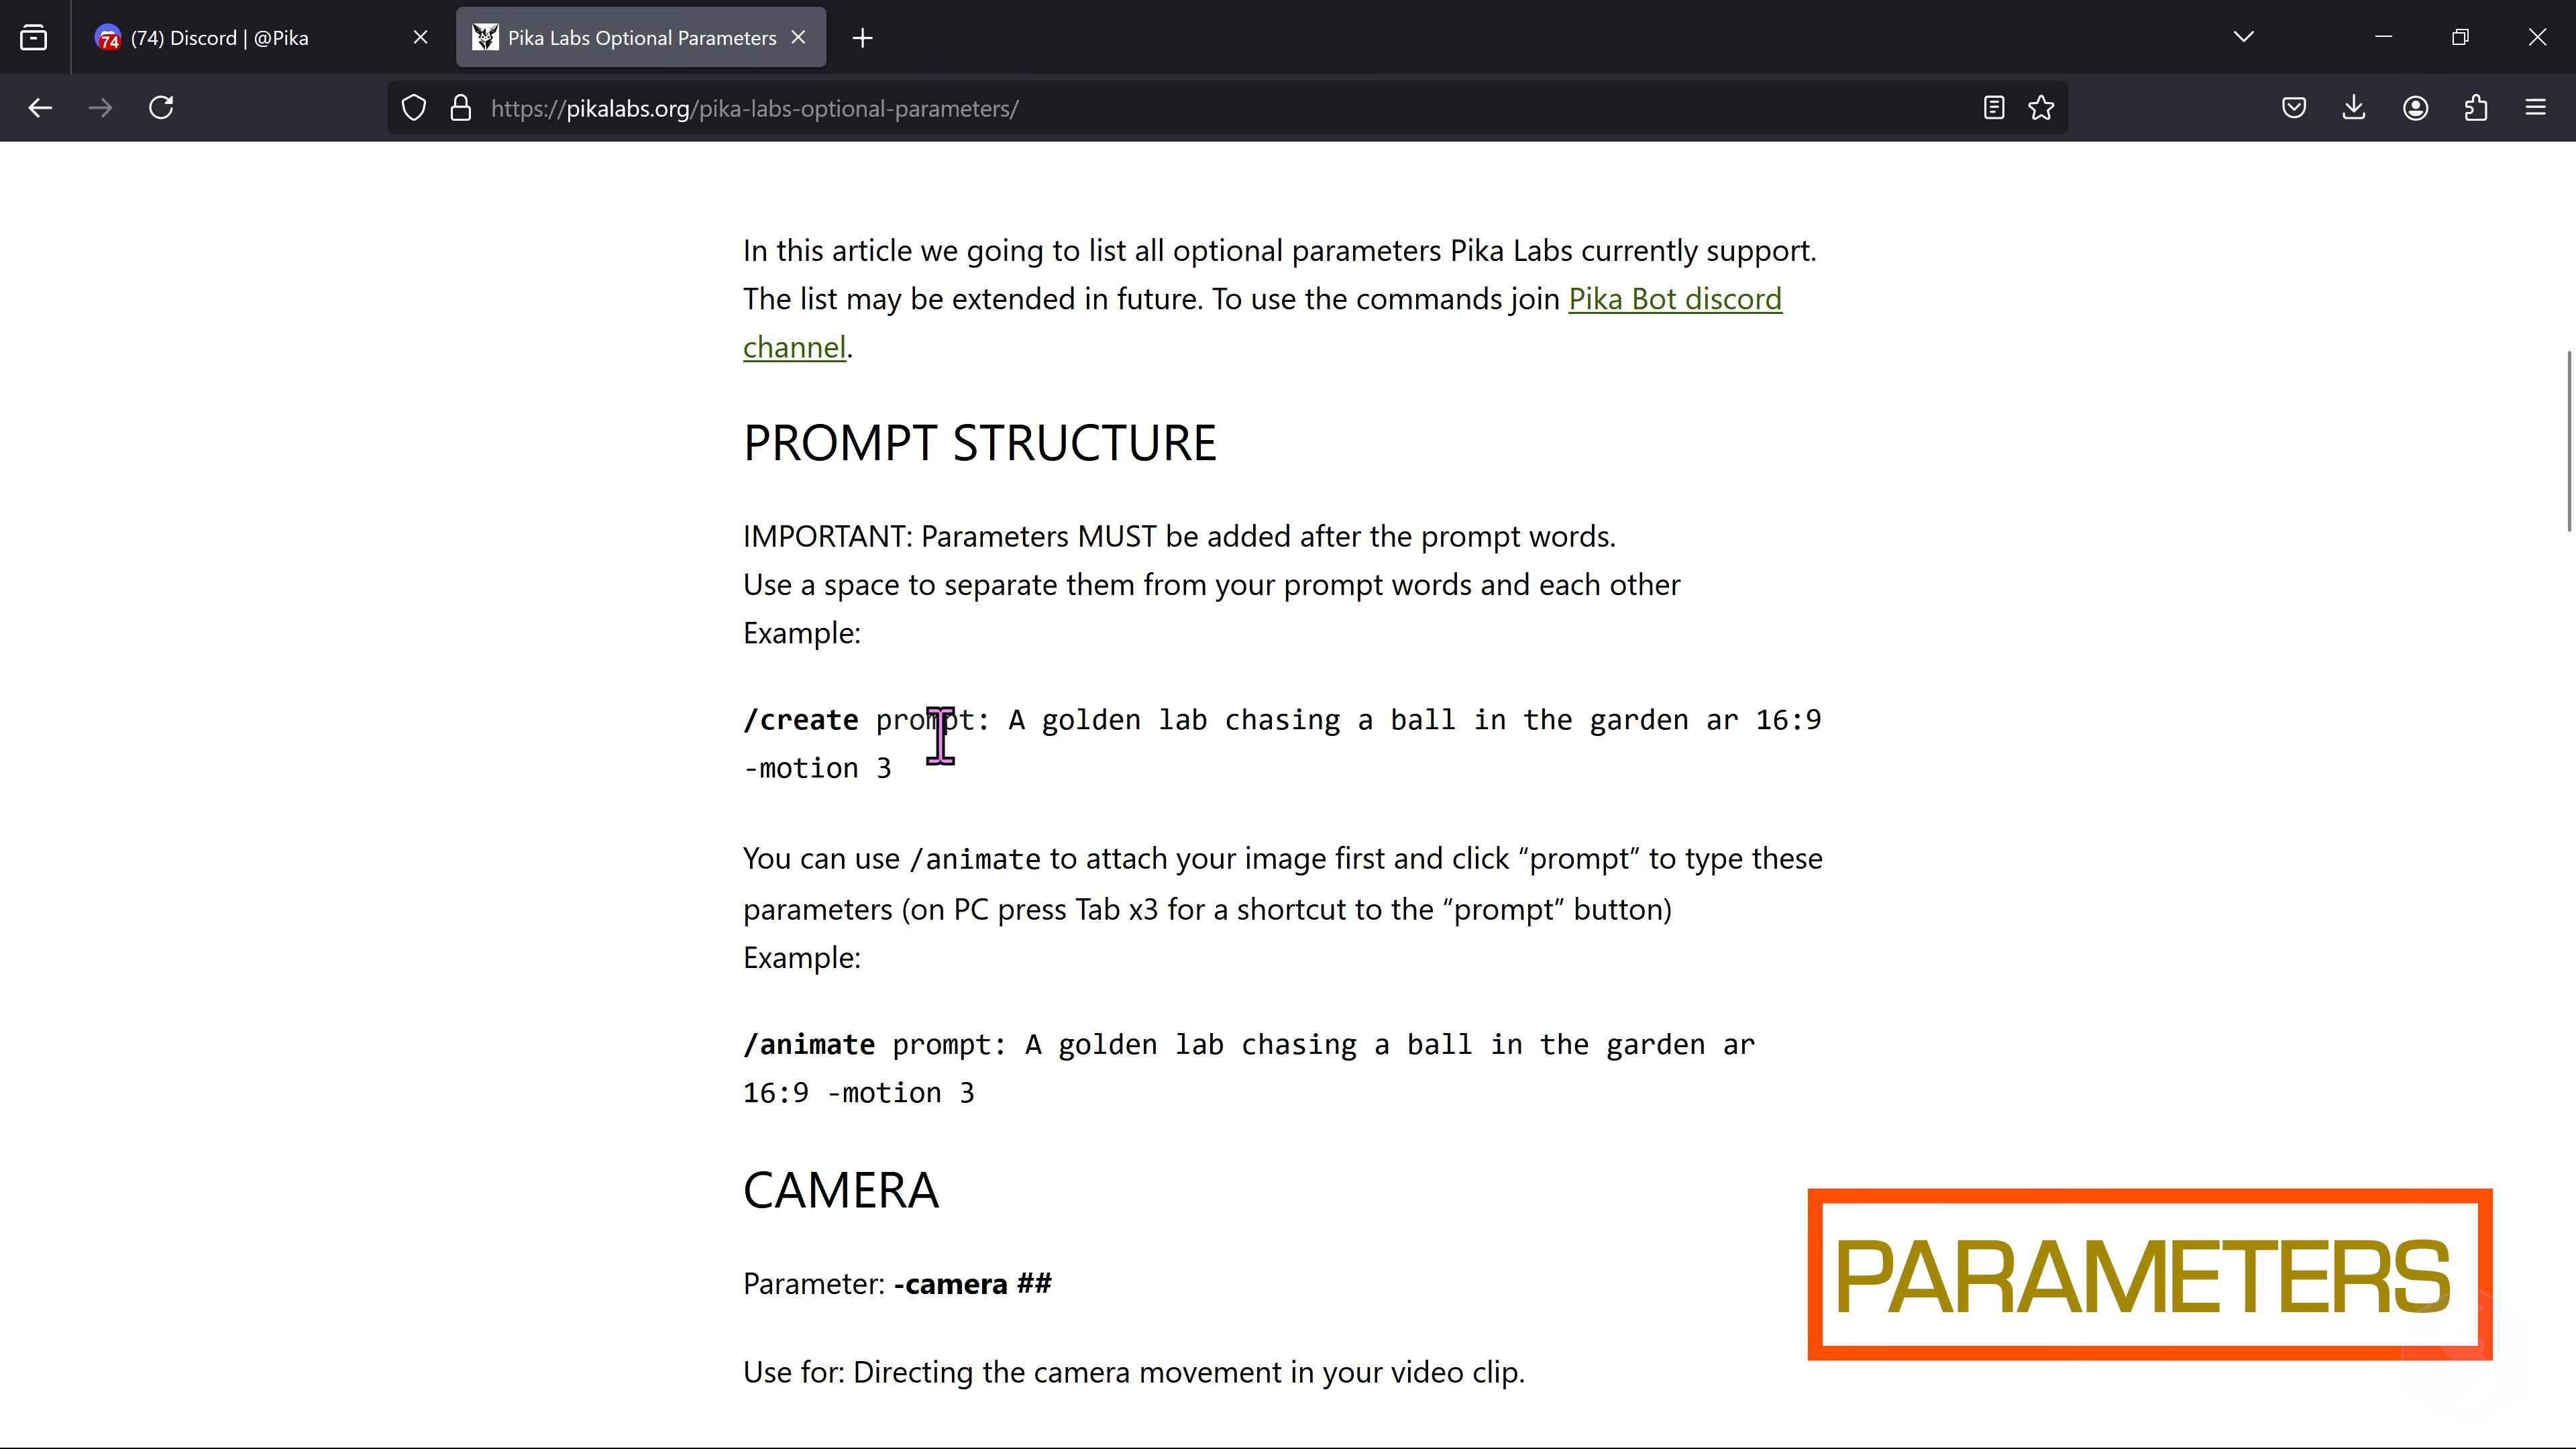 74
(74) Discord | @Pika
Pika Labs Optional Parameters
https://pikalabs.org/pika-labs-optional-parameters/
In this article we going to list all optional parameters Pika Labs currently support.
The list may be extended in future. To use the commands join Pika Bot discord
channel.
PROMPT STRUCTURE
IMPORTANT: Parameters MUST be added after the prompt words.
Use a space to separate them from your prompt words and each other
Example:
/create prompt: A golden lab chasing a ball in the garden ar 16:9
-motion 3
You can use /animate to attach your image first and click “prompt” to type these
parameters (on PC press Tab x3 for a shortcut to the “prompt” button)
Example:
/animate prompt: A golden lab chasing a ball in the garden ar
16:9 -motion 3
CAMERA
Parameter: -camera ##
Use for: Directing the camera movement in your video clip.
PARAMETERS